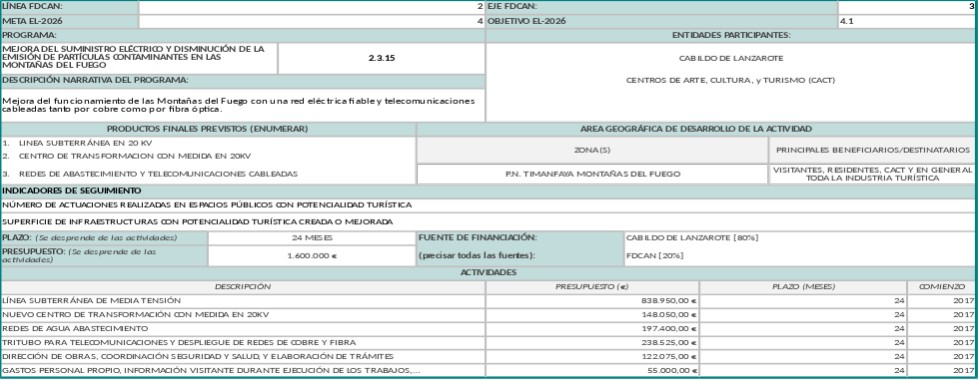 LÍNEA FDCAN: 2 EJE FDCAN: 3
META EL-2026 4 OBJETIVO EL-2026 4.1
PROGRAMA: ENTIDADES PARTICIPANTES:
MEJORA DEL SUMINISTRO ELÉCTRICO Y DISMINUCIÓN DE LA
EMISIÓN DE PARTÍCULAS CONTAMINANTES EN LAS
MONTAÑAS DEL FUEGO
2.3.15
CABILDO DE LANZAROTE
CENTROS DE ARTE, CULTURA, y TURISMO (CACT)
DESCRIPCIÓN NARRATIVA DEL PROGRAMA:
Mejora del funcionamiento de las Montañas del Fuego con una red eléctrica fiable y telecomunicaciones
cableadas tanto por cobre como por fibra óptica.
PRODUCTOS FINALES PREVISTOS (ENUMERAR) AREA GEOGRÁFICA DE DESARROLLO DE LA ACTIVIDAD
1. LINEA SUBTERRÁNEA EN 20 KV
2. CENTRO DE TRANSFORMACION CON MEDIDA EN 20KV
3. REDES DE ABASTECIMIENTO Y TELECOMUNICACIONES CABLEADAS
ZONA(S) PRINCIPALES BENEFICIARIOS/DESTINATARIOS
P.N. TIMANFAYA MONTAÑAS DEL FUEGO
VISITANTES, RESIDENTES, CACT Y EN GENERAL
TODA LA INDUSTRIA TURÍSTICA
INDICADORES DE SEGUIMIENTO
NÚMERO DE ACTUACIONES REALIZADAS EN ESPACIOS PÚBLICOS CON POTENCIALIDAD TURÍSTICA
SUPERFICIE DE INFRAESTRUCTURAS CON POTENCIALIDAD TURÍSTICA CREADA O MEJORADA
PLAZO: (Se desprende de las actividades) 24 MESES FUENTE DE FINANCIACIÓN: CABILDO DE LANZAROTE [80%]
PRESUPUESTO: (Se desprende de las
actividades)
1.600.000 € (precisar todas las fuentes): FDCAN [20%]
ACTIVIDADES
DESCRIPCIÓN PRESUPUESTO (€) PLAZO (MESES) COMIENZO
LÍNEA SUBTERRÁNEA DE MEDIA TENSIÓN 838.950,00 € 24 2017
NUEVO CENTRO DE TRANSFORMACIÓN CON MEDIDA EN 20KV 148.050,00 € 24 2017
REDES DE AGUA ABASTECIMIENTO 197.400,00 € 24 2017
TRITUBO PARA TELECOMUNICACIONES Y DESPLIEGUE DE REDES DE COBRE Y FIBRA 238.525,00 € 24 2017
DIRECCIÓN DE OBRAS, COORDINACIÓN SEGURIDAD Y SALUD, Y ELABORACIÓN DE TRÁMITES 122.075,00 € 24 2017
GASTOS PERSONAL PROPIO, INFORMACIÓN VISITANTE DURANTE EJECUCIÓN DE LOS TRABAJOS,... 55.000,00 € 24 2017